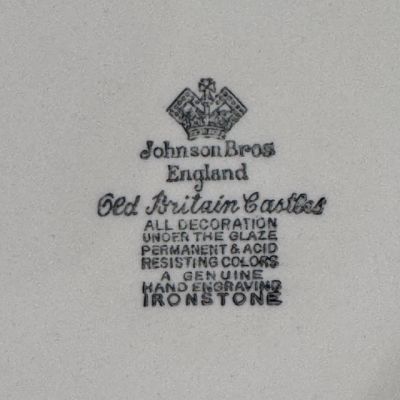 Johnson Bros
England
Old Britain Castles
ALL DECORATION
UNDER THE GLAZE
PERMANENT & ACID
RESISTING COLORS
A GENUINE
HAND ENGRAVING
IRONSTONE